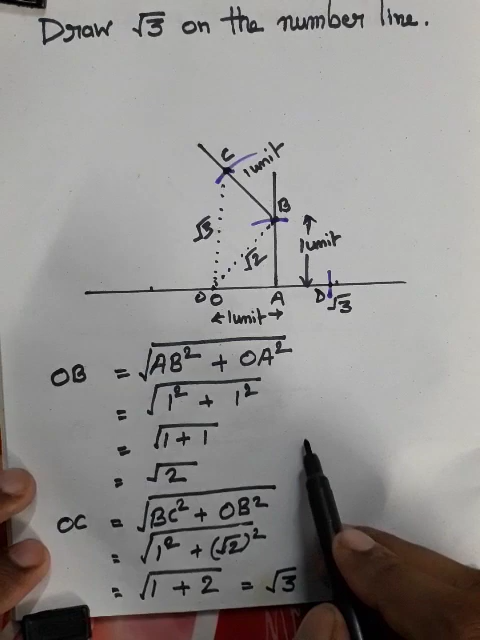 Draw √3 on the number line.
C
1unit
B
√3
√2
1unit
0 O A D √3
1unit
OB = √AB² + OA²
= √1² + 1²
= √1 + 1
= √2
OC = √BC² + OB²
= √1² + (√2)²
= √1 + 2 = √3